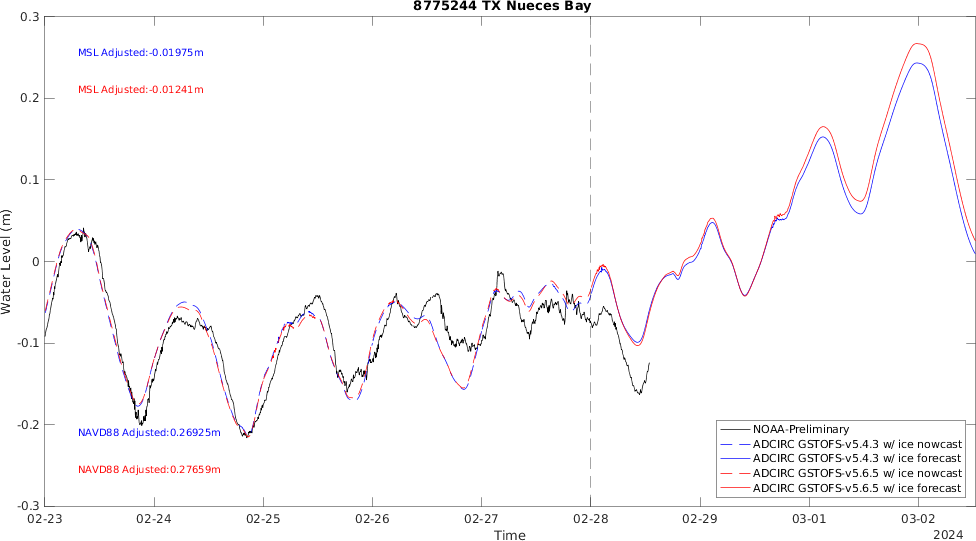 8775244 TX Nueces Bay
0.3
0.2
0.1
0
-0.1
-0.2
-0.3
Water Level (m)
MSL Adjusted:-0.01975m
MSL Adjusted:-0.01241m
NAVD88 Adjusted:0.26925m
NAVD88 Adjusted:0.27659m
NOAA-Preliminary
ADCIRC GSTOFS-v5.4.3 w/ ice nowcast
ADCIRC GSTOFS-v5.4.3 w/ ice forecast
ADCIRC GSTOFS-v5.6.5 w/ ice nowcast
ADCIRC GSTOFS-v5.6.5 w/ ice forecast
02-23 02-24 02-25 02-26 02-27 02-28 02-29 03-01 03-02
Time
2024